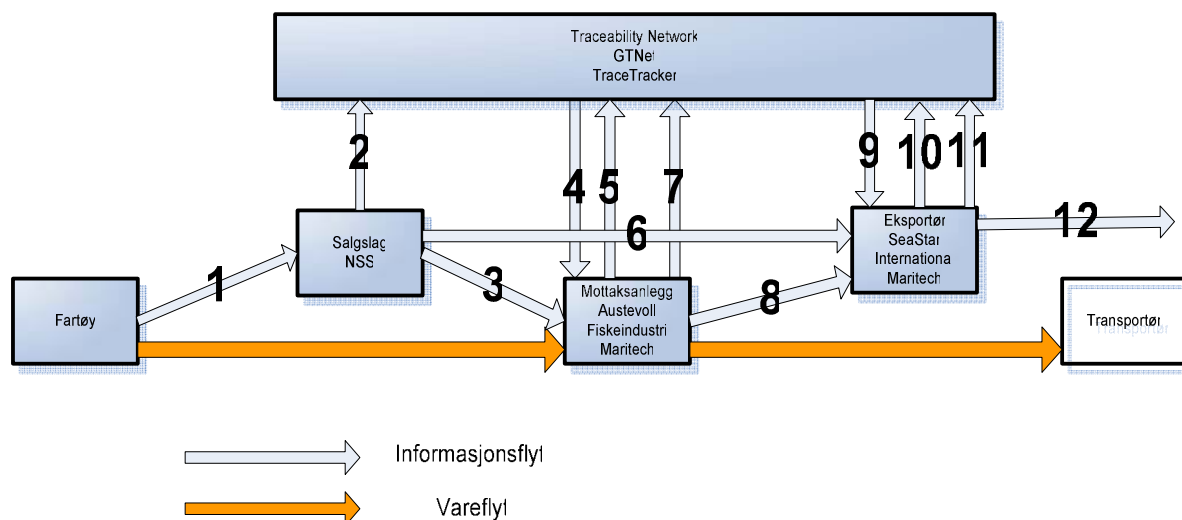 Traceability Network
GTNet
TraceTracker
2
4
5
7
9
10
11
Salgslag
NSS
6
Eksportør
SeaStar
Internationa
Maritech
12
1
3
8
Fartøy
Mottaksanlegg
Austevoll
Fiskeindustri
Maritech
Transportør
Informasjonsflyt
Vareflyt